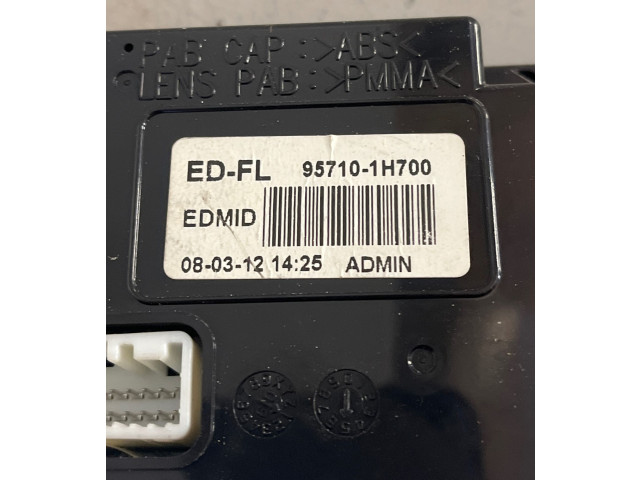 PAB CAP :>ABS<
LENS PAB :>PMMA<
ED-FL 95710-1H700
EDMID
08-03-12 14:25 ADMIN